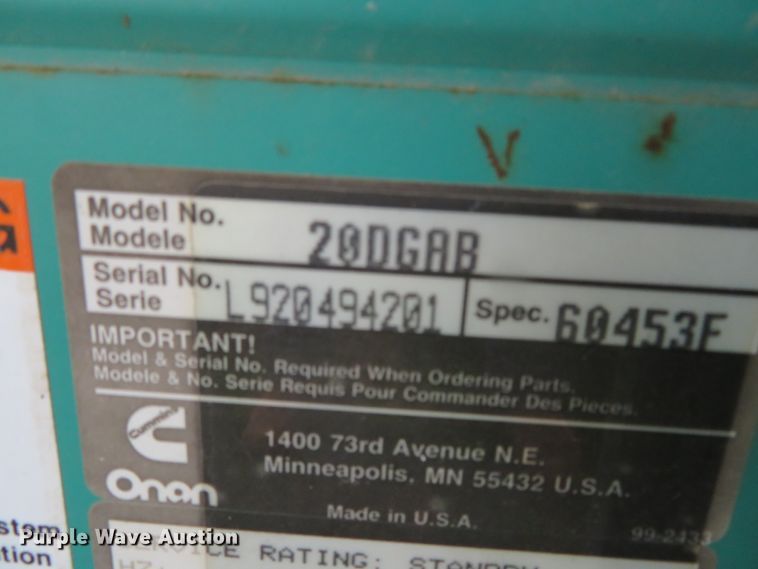 Model No.
Modele
20DGAB
Serial No.
Serie
L920494201
Spec.
60453F
IMPORTANT!
Model & Serial No. Required When Ordering Parts.
Modele & No. Serie Requis Pour Commander Des Pieces.
Cummins
Onan
1400 73rd Avenue N.E.
Minneapolis, MN 55432 U.S.A.
Made in U.S.A.
99-2433
Purple Wave Auction
RATING: